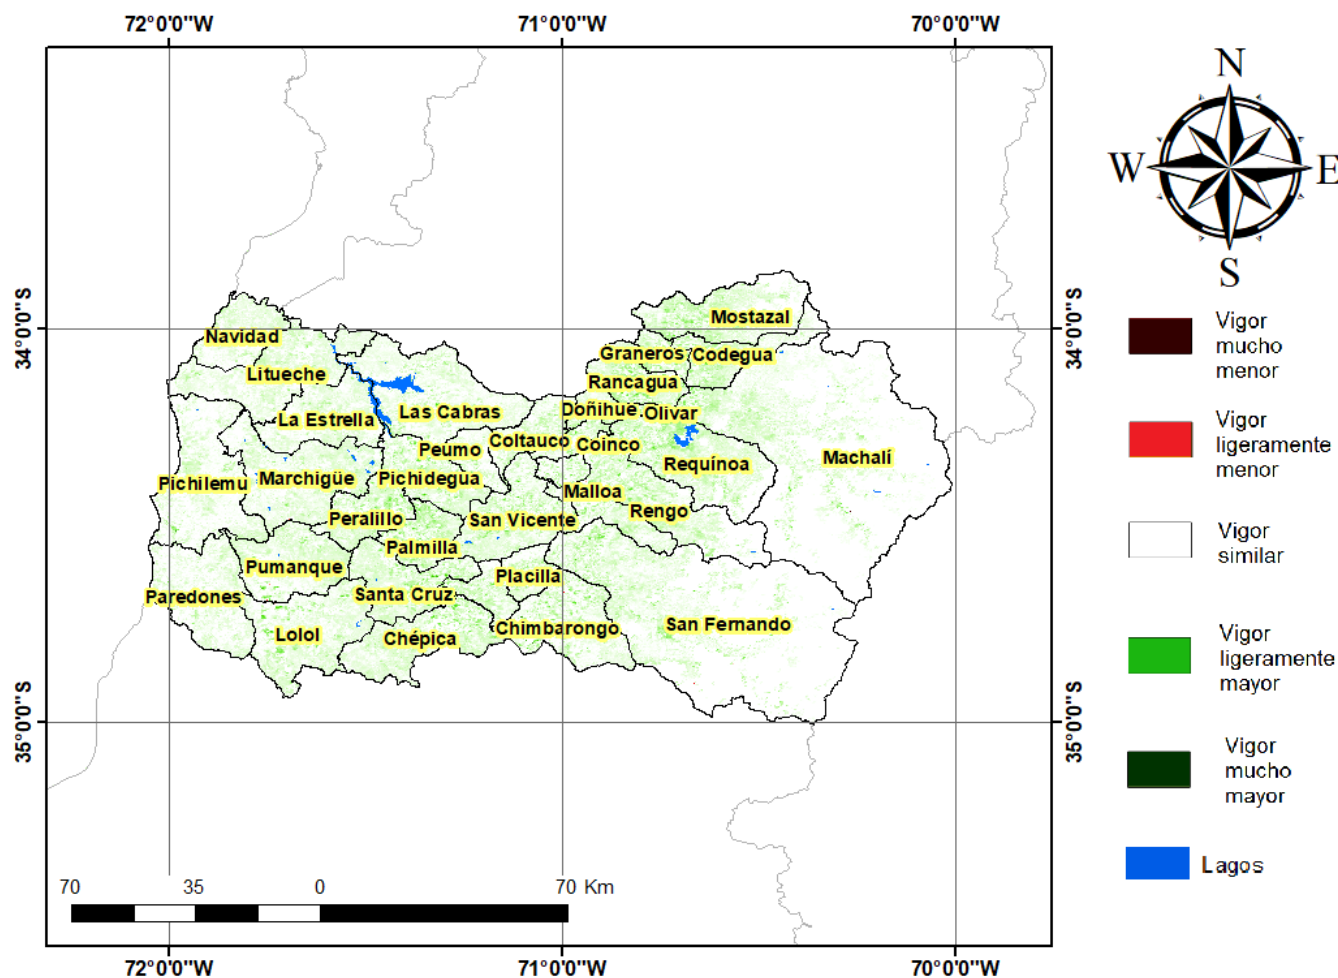 72°0'0"W
71°0'0"W
70°0'0"W
N
W
E
S
34°0'0"S
34°0'0"S
35°0'0"S
35°0'0"S
Vigor
mucho
menor
Vigor
ligeramente
menor
Vigor
similar
Vigor
ligeramente
mayor
Vigor
mucho
mayor
Lagos
Mostazal
Navidad
Graneros
Codegua
Litueche
Rancagua
Las Cabras
Doñihue
Olivar
La Estrella
Coltauco
Coinco
Peumo
Machalí
Requínoa
Pichilemu
Marchigüe
Pichidegua
Malloa
Rengo
Peralillo
San Vicente
Palmilla
Pumanque
Placilla
Paredones
Santa Cruz
San Fernando
Lolol
Chépica
Chimbarongo
70
35
0
70 Km
72°0'0"W
71°0'0"W
70°0'0"W